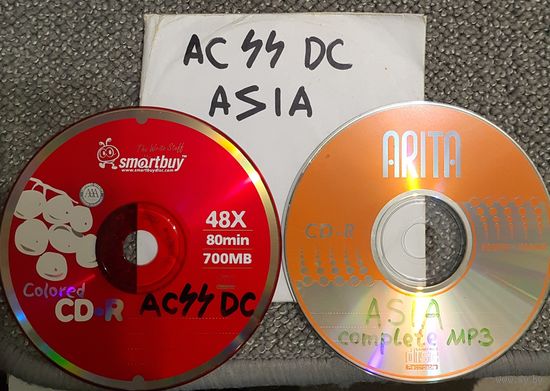 AC ϟϟ DC
ASIA
The Write Stuff
smartbuy™
www.smartbuydisc.com
48X
80min
700MB
Colored
CD-R
AC ϟϟ DC
ARITA
CD-R
ASIA
complete MP3